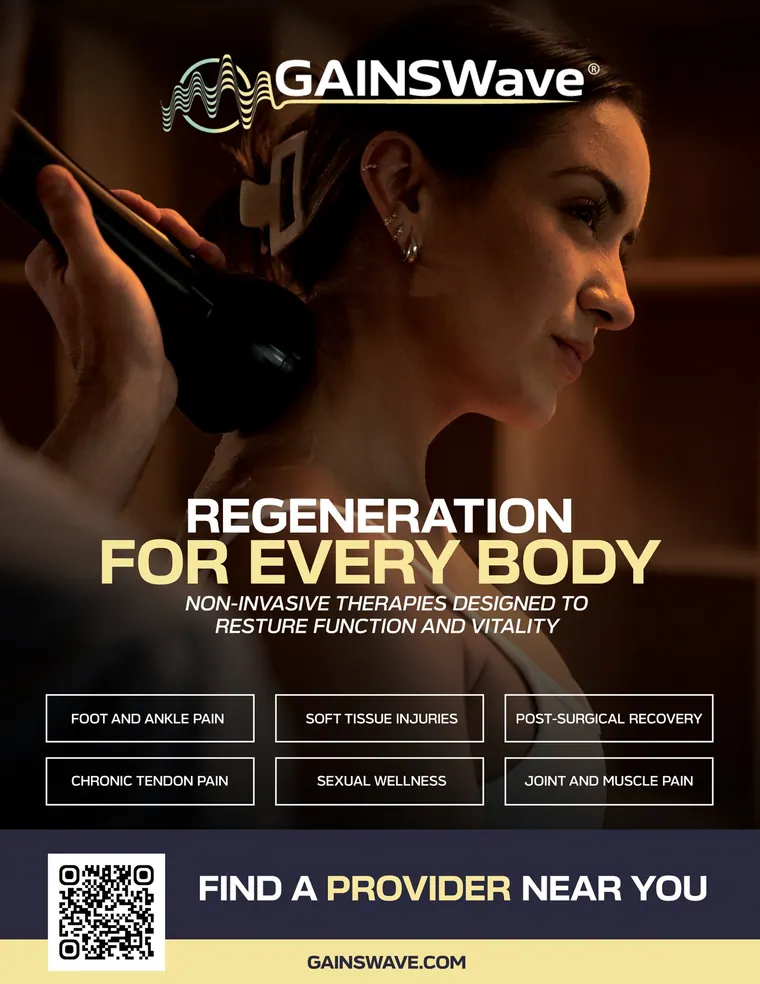 GAINSWave®
REGENERATION
FOR EVERY BODY
NON-INVASIVE THERAPIES DESIGNED TO
RESTURE FUNCTION AND VITALITY
FOOT AND ANKLE PAIN
SOFT TISSUE INJURIES
POST-SURGICAL RECOVERY
CHRONIC TENDON PAIN
SEXUAL WELLNESS
JOINT AND MUSCLE PAIN
FIND A PROVIDER NEAR YOU
GAINSWAVE.COM